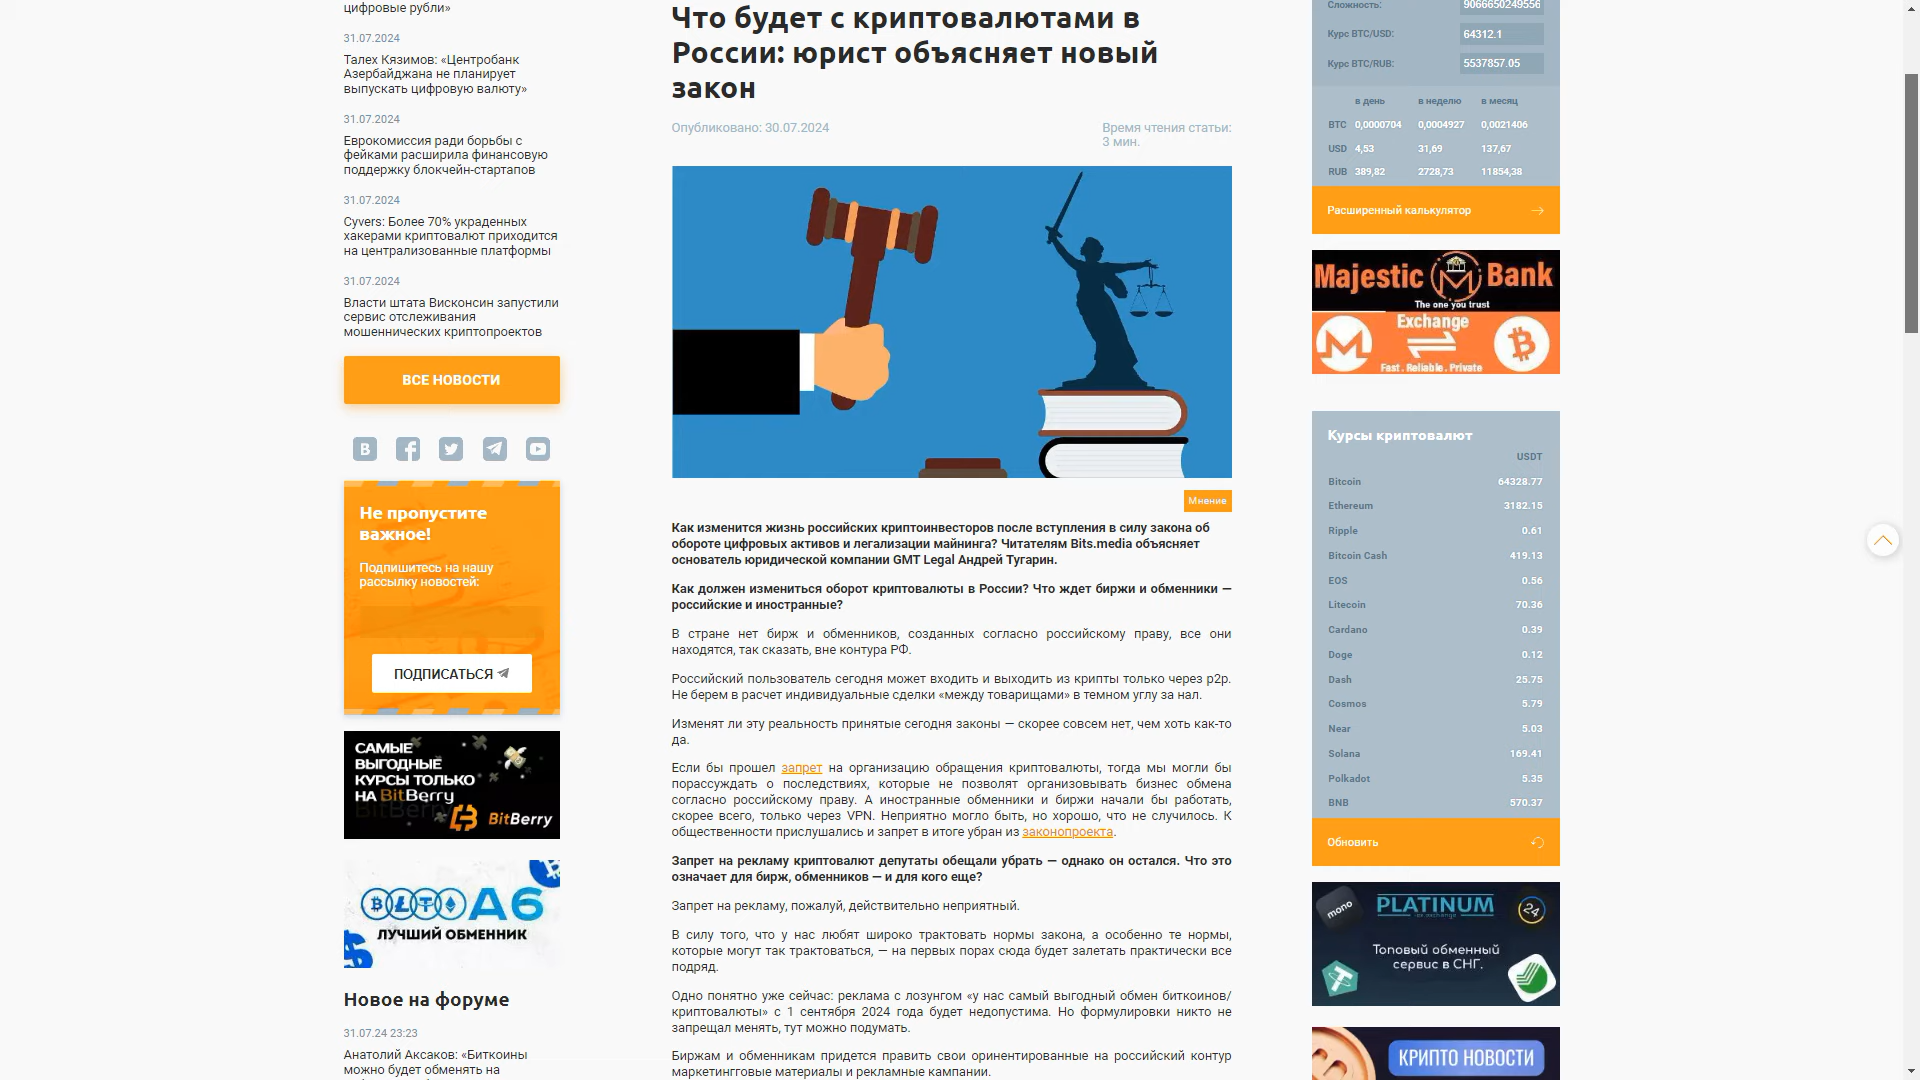 цифровые рубли»
31.07.2024
Талех Кязимов: «Центробанк
Азербайджана не планирует
выпускать цифровую валюту»
31.07.2024
Еврокомиссия ради борьбы с
фейками расширила финансовую
поддержку блокчейн-стартапов
31.07.2024
Cyvers: Более 70% украденных
хакерами криптовалют приходится
на централизованные платформы
31.07.2024
Власти штата Висконсин запустили
сервис отслеживания
мошеннических криптопроектов
ВСЕ НОВОСТИ
Не пропустите
важное!
Подпишитесь на нашу
рассылку новостей:
ПОДПИСАТЬСЯ
САМЫЕ
ВЫГОДНЫЕ
КУРСЫ ТОЛЬКО
НА BitBerry
BitBerry
A6
ЛУЧШИЙ ОБМЕННИК
Новое на форуме
31.07.24 23:23
Анатолий Аксаков: «Биткоины
можно будет обменять на
Что будет с криптовалютами в
России: юрист объясняет новый
закон
Опубликовано: 30.07.2024
Время чтения статьи:
3 мин.
Мнение
Как изменится жизнь российских криптоинвесторов после вступления в силу закона об
обороте цифровых активов и легализации майнинга? Читателям Bits.media объясняет
основатель юридической компании GMT Legal Андрей Тугарин.
Как должен измениться оборот криптовалюты в России? Что ждет биржи и обменники —
российские и иностранные?
В стране нет бирж и обменников, созданных согласно российскому праву, все они
находятся, так сказать, вне контура РФ.
Российский пользователь сегодня может входить и выходить из крипты только через p2p.
Не берем в расчет индивидуальные сделки «между товарищами» в темном углу за нал.
Изменят ли эту реальность принятые сегодня законы — скорее совсем нет, чем хоть как-то
да.
Если бы прошел запрет на организацию обращения криптовалюты, тогда мы могли бы
порассуждать о последствиях, которые не позволят организовывать бизнес обмена
согласно российскому праву. А иностранные обменники и биржи начали бы работать,
скорее всего, только через VPN. Неприятно могло быть, но хорошо, что не случилось. К
общественности прислушались и запрет в итоге убран из законопроекта.
Запрет на рекламу криптовалют депутаты обещали убрать — однако он остался. Что это
означает для бирж, обменников — и для кого еще?
Запрет на рекламу, пожалуй, действительно неприятный.
В силу того, что у нас любят широко трактовать нормы закона, а особенно те нормы,
которые могут так трактоваться, — на первых порах сюда будет залетать практически все
подряд.
Одно понятно уже сейчас: реклама с лозунгом «у нас самый выгодный обмен биткоинов/
криптовалюты» с 1 сентября 2024 года будет недопустима. Но формулировки никто не
запрещал менять, тут можно подумать.
Биржам и обменникам придется править свои оринентированные на российский контур
маркетингговые материалы и рекламные кампании.
Сложность: 9066650249556
Курс BTC/USD: 64312.1
Курс BTC/RUB: 5537857.05
в день в неделю в месяц
BTC 0,0000704 0,0004927 0,0021406
USD 4,53 31,69 137,67
RUB 389,82 2728,73 11854,38
Расширенный калькулятор
Majestic Bank
The one you trust
Exchange
Fast . Reliable . Private
Курсы криптовалют
USDT
Bitcoin 64328.77
Ethereum 3182.15
Ripple 0.61
Bitcoin Cash 419.13
EOS 0.56
Litecoin 70.36
Cardano 0.39
Doge 0.12
Dash 25.75
Cosmos 5.79
Near 5.03
Solana 169.41
Polkadot 5.35
BNB 570.37
Обновить
mono
PLATINUM
24
Топовый обменный
сервис в СНГ.
КРИПТО НОВОСТИ